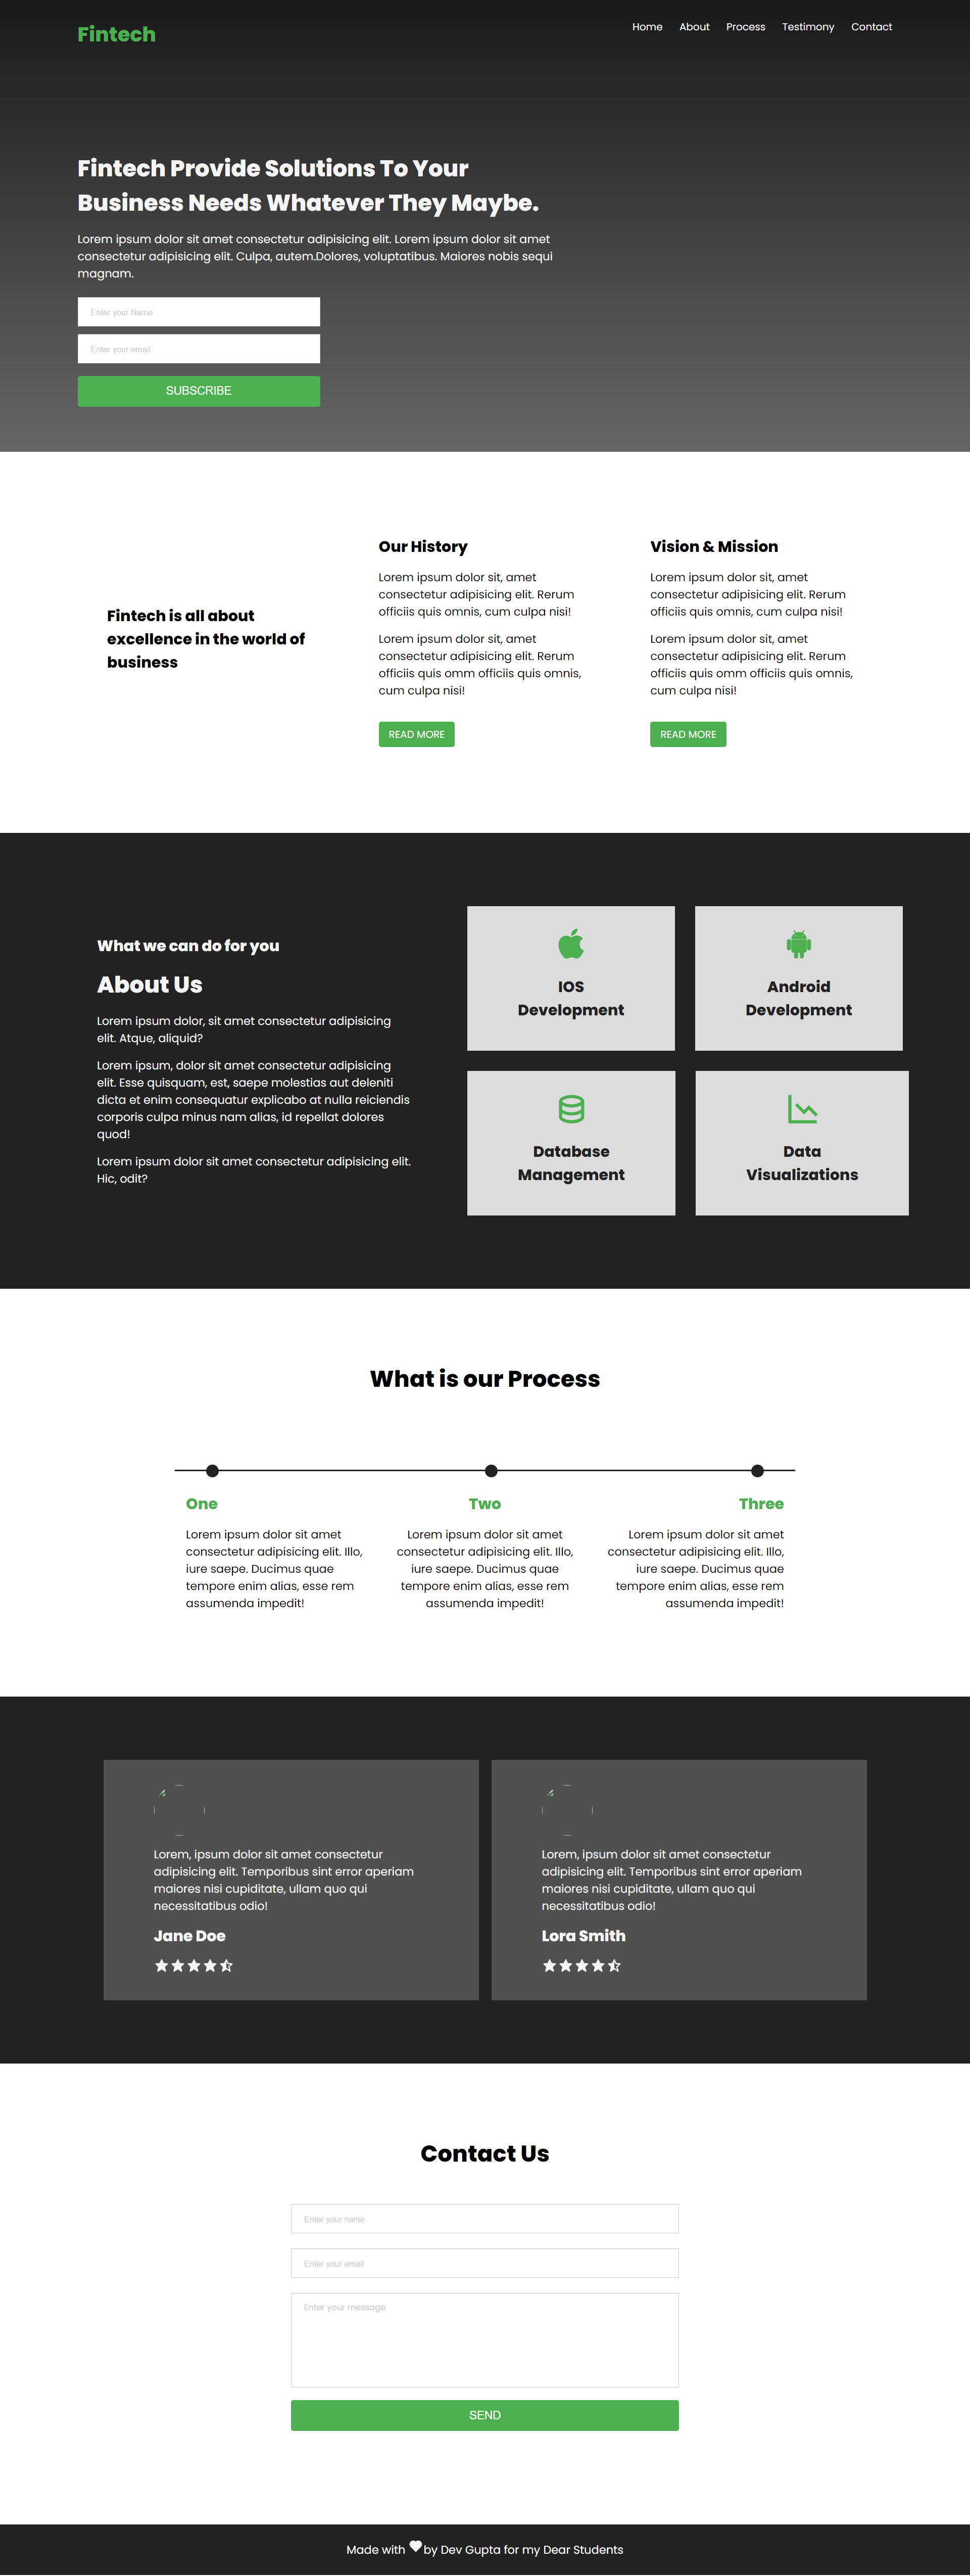 Fintech
Home About Process Testimony Contact
Fintech Provide Solutions To Your
Business Needs Whatever They Maybe.
Lorem ipsum dolor sit amet consectetur adipisicing elit. Lorem ipsum dolor sit amet
consectetur adipisicing elit. Culpa, autem.Dolores, voluptatibus. Maiores nobis sequi
magnam.
Enter your Name
Enter your email
SUBSCRIBE
Fintech is all about
excellence in the world of
business
Our History
Lorem ipsum dolor sit, amet
consectetur adipisicing elit. Rerum
officiis quis omnis, cum culpa nisi!
Lorem ipsum dolor sit, amet
consectetur adipisicing elit. Rerum
officiis quis omm officiis quis omnis,
cum culpa nisi!
READ MORE
Vision & Mission
Lorem ipsum dolor sit, amet
consectetur adipisicing elit. Rerum
officiis quis omnis, cum culpa nisi!
Lorem ipsum dolor sit, amet
consectetur adipisicing elit. Rerum
officiis quis omm officiis quis omnis,
cum culpa nisi!
READ MORE
What we can do for you
About Us
Lorem ipsum dolor, sit amet consectetur adipisicing
elit. Atque, aliquid?
Lorem ipsum, dolor sit amet consectetur adipisicing
elit. Esse quisquam, est, saepe molestias aut deleniti
dicta et enim consequatur explicabo at nulla reiciendis
corporis culpa minus nam alias, id repellat dolores
quod!
Lorem ipsum dolor sit amet consectetur adipisicing elit.
Hic, odit?
IOS
Development
Android
Development
Database
Management
Data
Visualizations
What is our Process
One
Lorem ipsum dolor sit amet
consectetur adipisicing elit. Illo,
iure saepe. Ducimus quae
tempore enim alias, esse rem
assumenda impedit!
Two
Lorem ipsum dolor sit amet
consectetur adipisicing elit. Illo,
iure saepe. Ducimus quae
tempore enim alias, esse rem
assumenda impedit!
Three
Lorem ipsum dolor sit amet
consectetur adipisicing elit. Illo,
iure saepe. Ducimus quae
tempore enim alias, esse rem
assumenda impedit!
Lorem, ipsum dolor sit amet consectetur
adipisicing elit. Temporibus sint error aperiam
maiores nisi cupiditate, ullam quo qui
necessitatibus odio!
Jane Doe
Lorem, ipsum dolor sit amet consectetur
adipisicing elit. Temporibus sint error aperiam
maiores nisi cupiditate, ullam quo qui
necessitatibus odio!
Lora Smith
Contact Us
Enter your name
Enter your email
Enter your message
SEND
Made with by Dev Gupta for my Dear Students